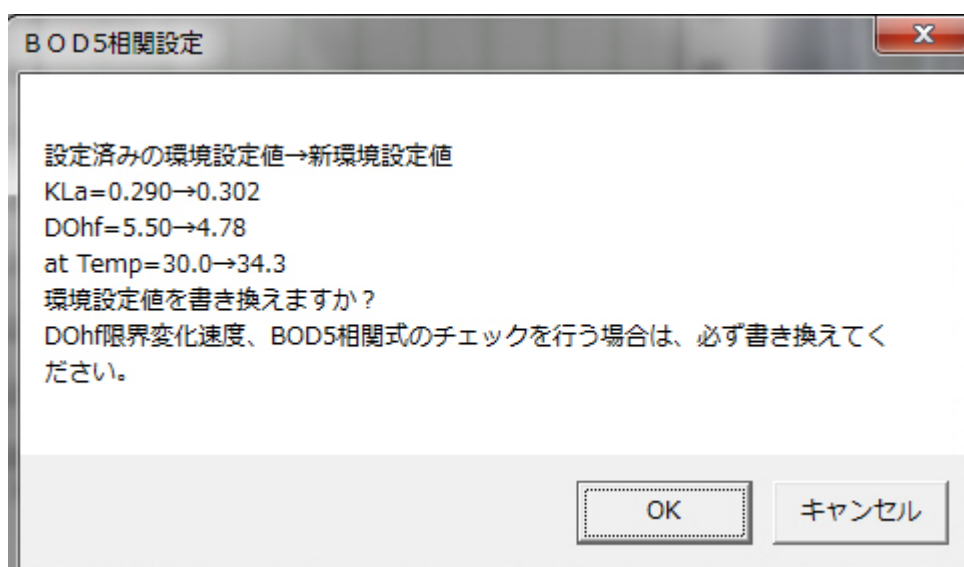 ＢＯＤ5相関設定
設定済みの環境設定値→新環境設定値
KLa=0.290→0.302
DOhf=5.50→4.78
at Temp=30.0→34.3
環境設定値を書き換えますか？
DOhf限界変化速度、BOD5相関式のチェックを行う場合は、必ず書き換えてく
ださい。
OK
キャンセル